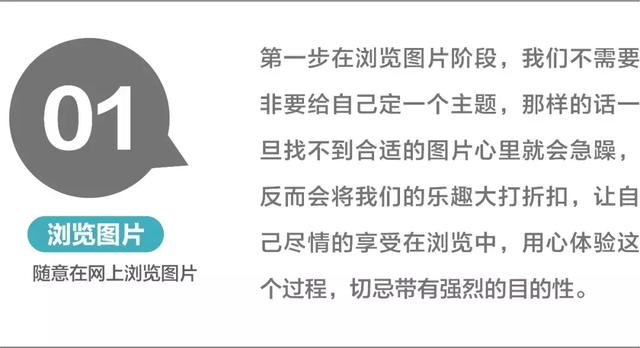 01
浏览图片
随意在网上浏览图片
第一步在浏览图片阶段，我们不需要
非要给自己定一个主题，那样的话一
旦找不到合适的图片心里就会急躁，
反而会将我们的乐趣大打折扣，让自
己尽情的享受在浏览中，用心体验这
个过程，切忌带有强烈的目的性。